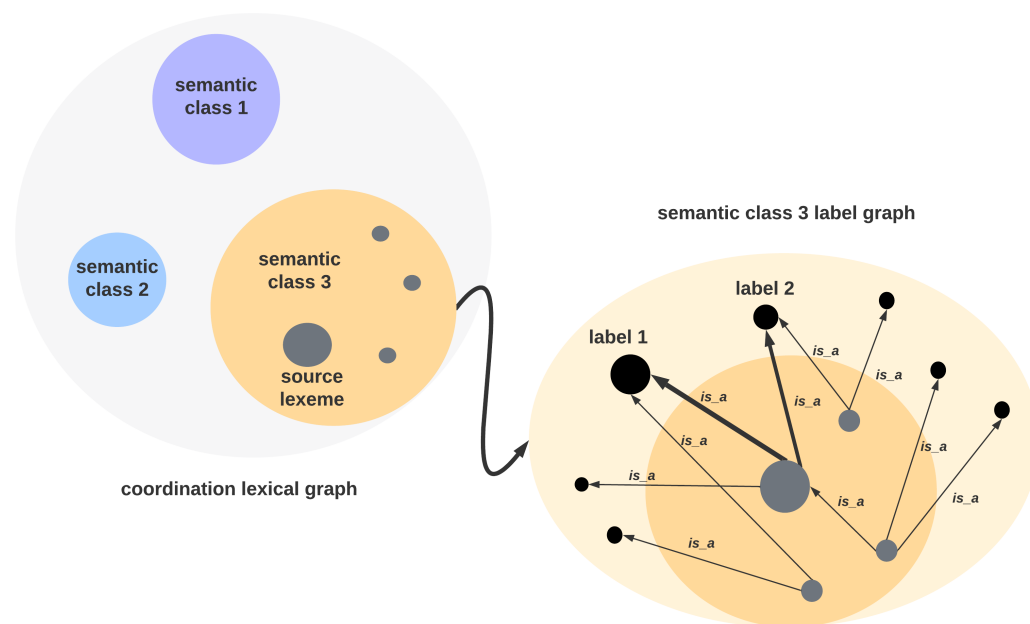 semantic
class 1
semantic
class 2
semantic
class 3
source
lexeme
coordination lexical graph
semantic class 3 label graph
label 2
label 1
is_a
is_a
is_a
is_a
is_a
is_a
is_a
is_a
is_a
is_a